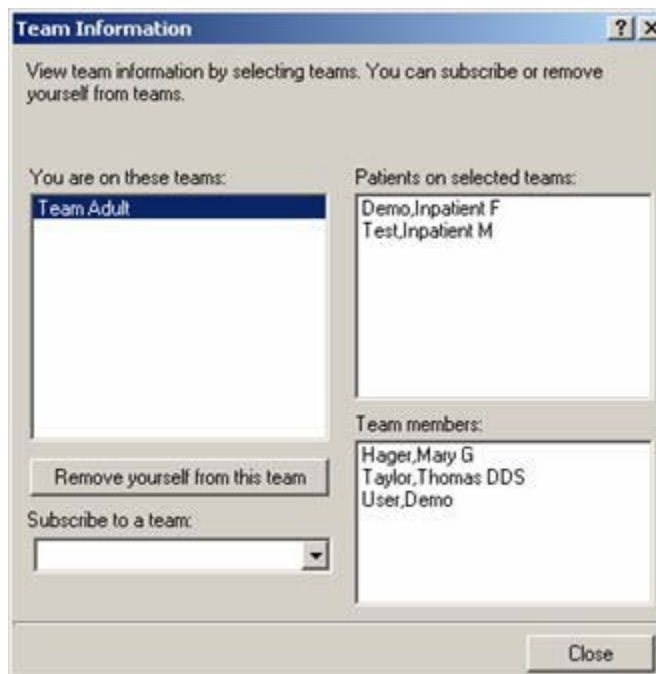 Team Information
View team information by selecting teams. You can subscribe or remove
yourself from teams.
You are on these teams:
Team Adult
Remove yourself from this team
Subscribe to a team:
Patients on selected teams:
Demo,Inpatient F
Test,Inpatient M
Team members:
Hager,Mary G
Taylor,Thomas DDS
User,Demo
Close